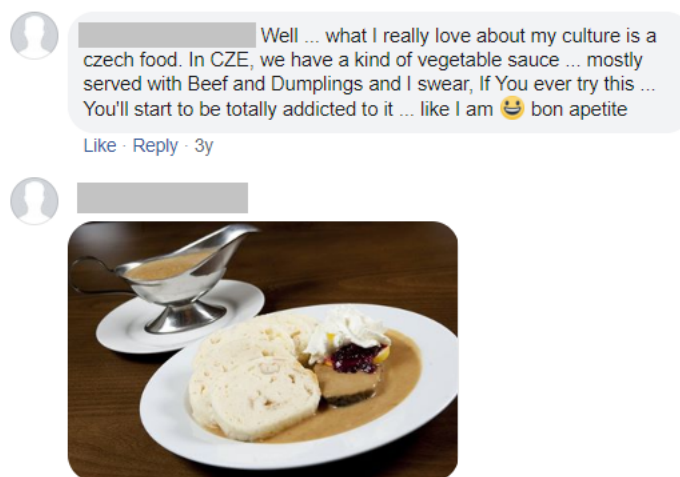 Well ... what I really love about my culture is a
czech food. In CZE, we have a kind of vegetable sauce ... mostly
served with Beef and Dumplings and I swear, If You ever try this ...
You'll start to be totally addicted to it ... like I am 😃 bon apetite
Like · Reply · 3y